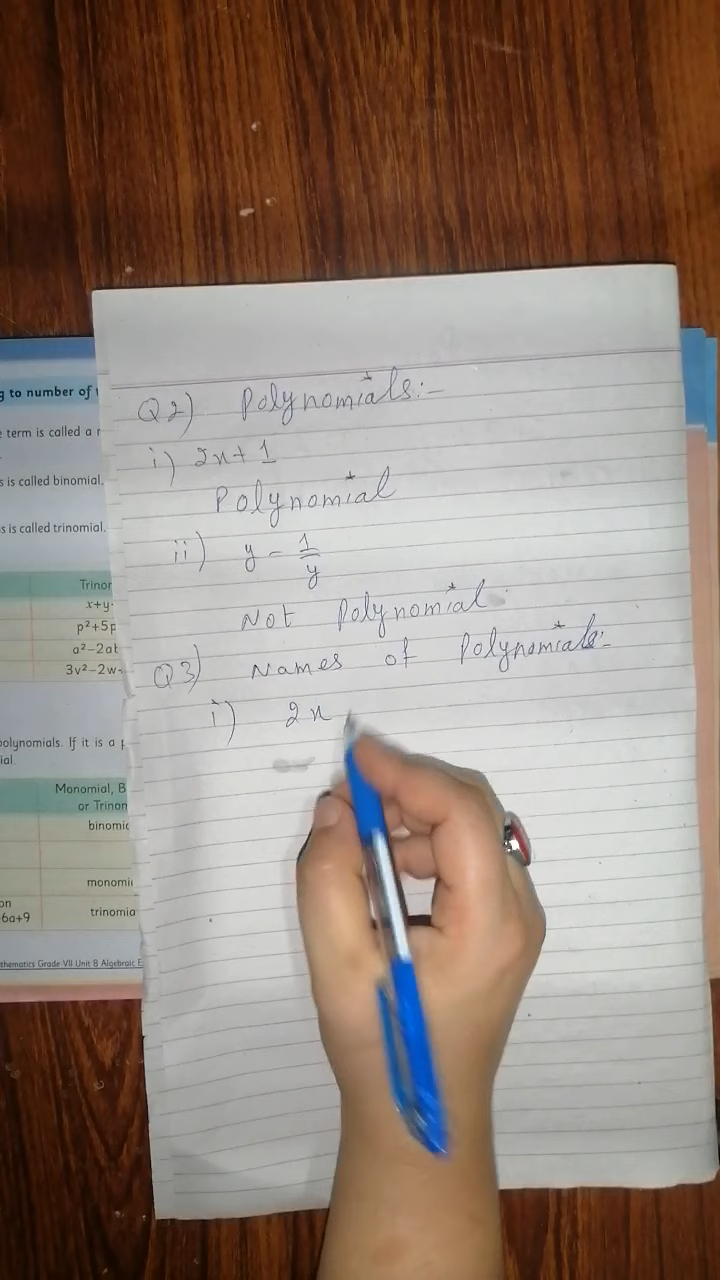 Q2) Polynomials:-
i) 2x + 1
Polynomial
ii) y - 1/y
Not Polynomial.
Q3) Names of Polynomials:-
i) 2x
g to number of
term is called a
s is called binomial.
s is called trinomial.
Trinor
x+y-
p²+5p
a²-2ab
3v²-2w-
polynomials. If it is a
ial.
Monomial, B
or Trinon
binomic
monomi
on
6a+9
trinomia
thematics Grade VII Unit 8 Algebraic E